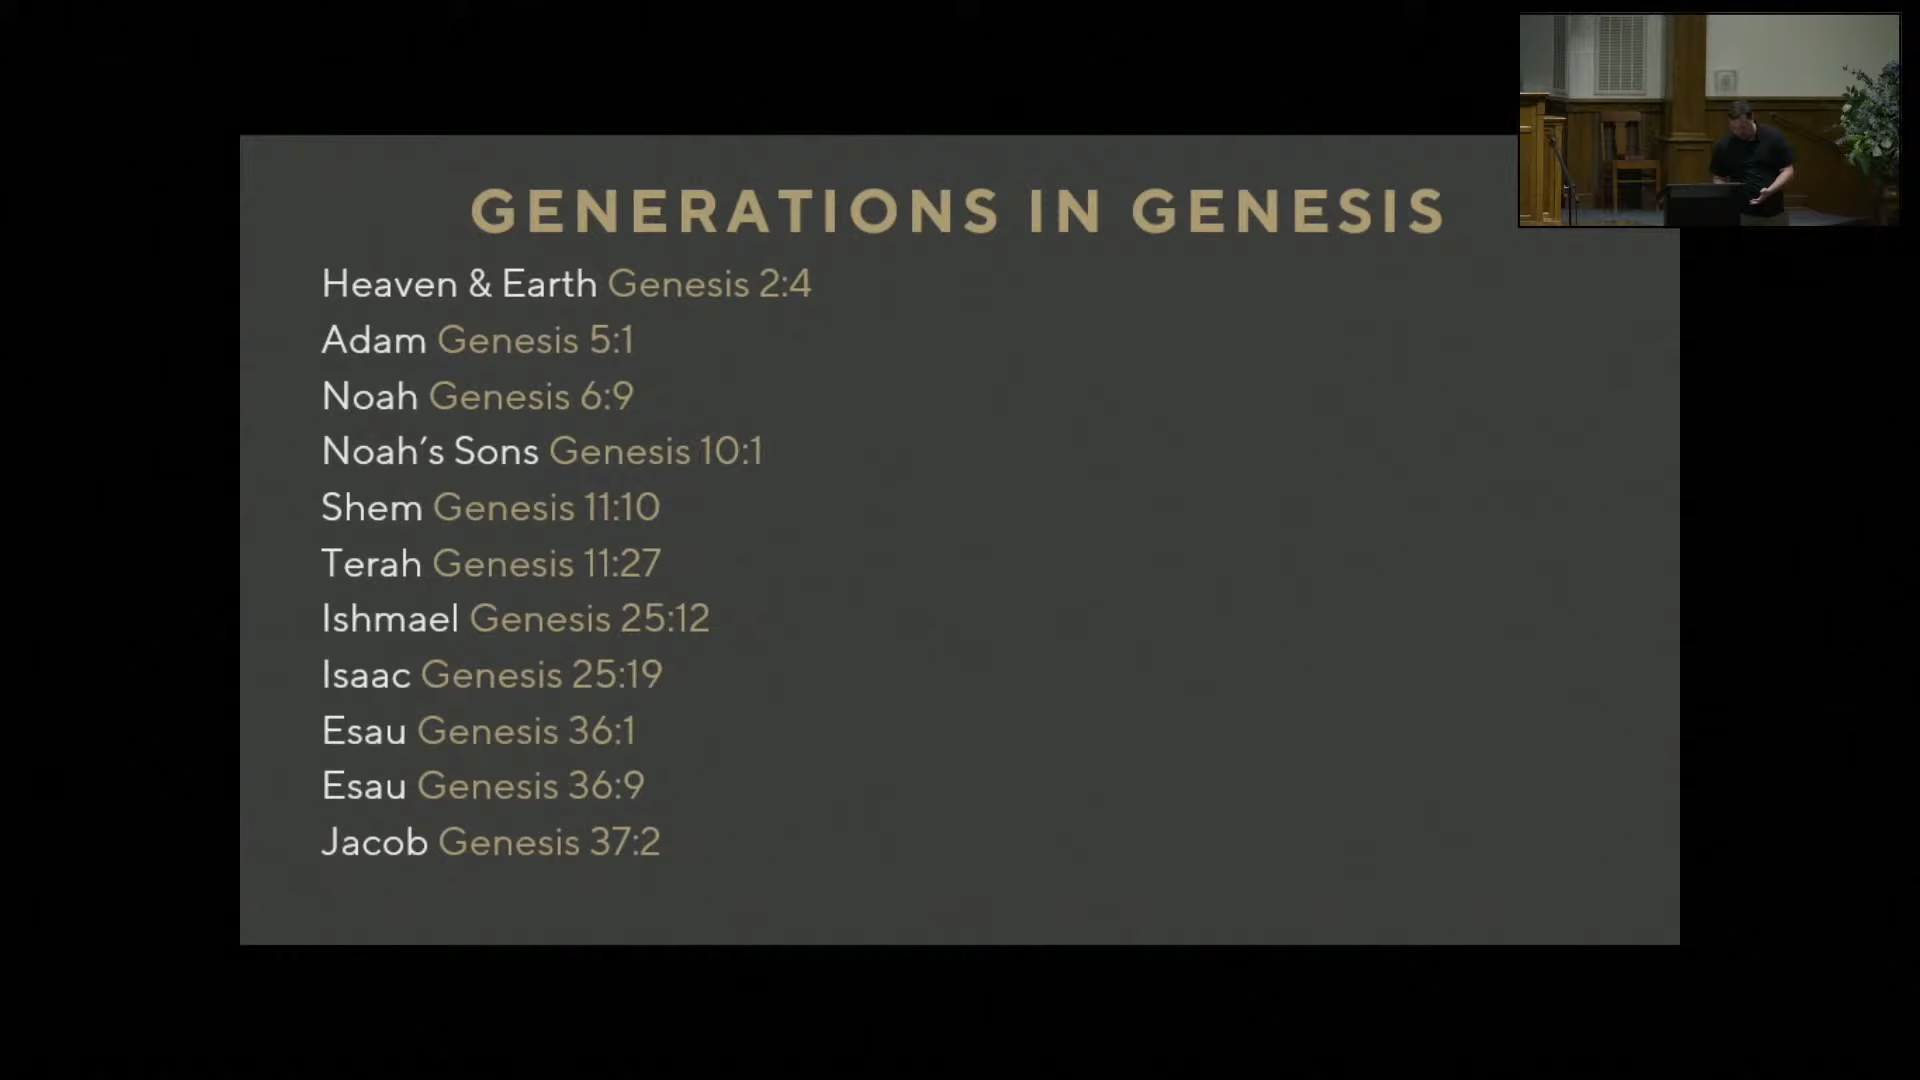 GENERATIONS IN GENESIS
Heaven & Earth Genesis 2:4
Adam Genesis 5:1
Noah Genesis 6:9
Noah’s Sons Genesis 10:1
Shem Genesis 11:10
Terah Genesis 11:27
Ishmael Genesis 25:12
Isaac Genesis 25:19
Esau Genesis 36:1
Esau Genesis 36:9
Jacob Genesis 37:2